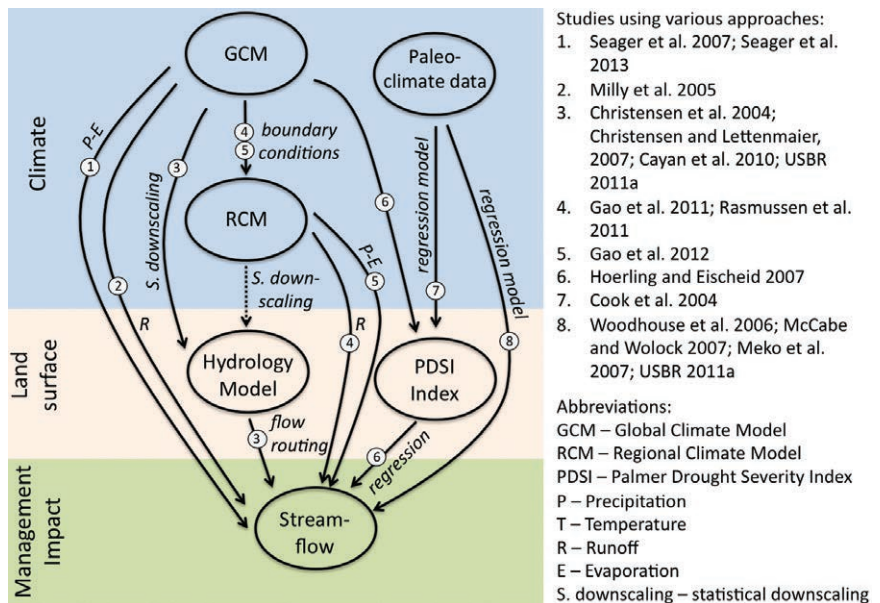 Climate
Land
surface
Management
Impact
GCM
Paleo-
climate data
P-E
1
2
R
3
S. downscaling
4
5
boundary
conditions
6
regression model
7
regression model
8
RCM
S. down-
scaling
P-E
5
R
4
Hydrology
Model
PDSI
Index
3
flow
routing
6
regression
Stream-
flow
Studies using various approaches:
1. Seager et al. 2007; Seager et al.
2013
2. Milly et al. 2005
3. Christensen et al. 2004;
Christensen and Lettenmaier,
2007; Cayan et al. 2010; USBR
2011a
4. Gao et al. 2011; Rasmussen et al.
2011
5. Gao et al. 2012
6. Hoerling and Eischeid 2007
7. Cook et al. 2004
8. Woodhouse et al. 2006; McCabe
and Wolock 2007; Meko et al.
2007; USBR 2011a
Abbreviations:
GCM – Global Climate Model
RCM – Regional Climate Model
PDSI – Palmer Drought Severity Index
P – Precipitation
T – Temperature
R – Runoff
E – Evaporation
S. downscaling – statistical downscaling